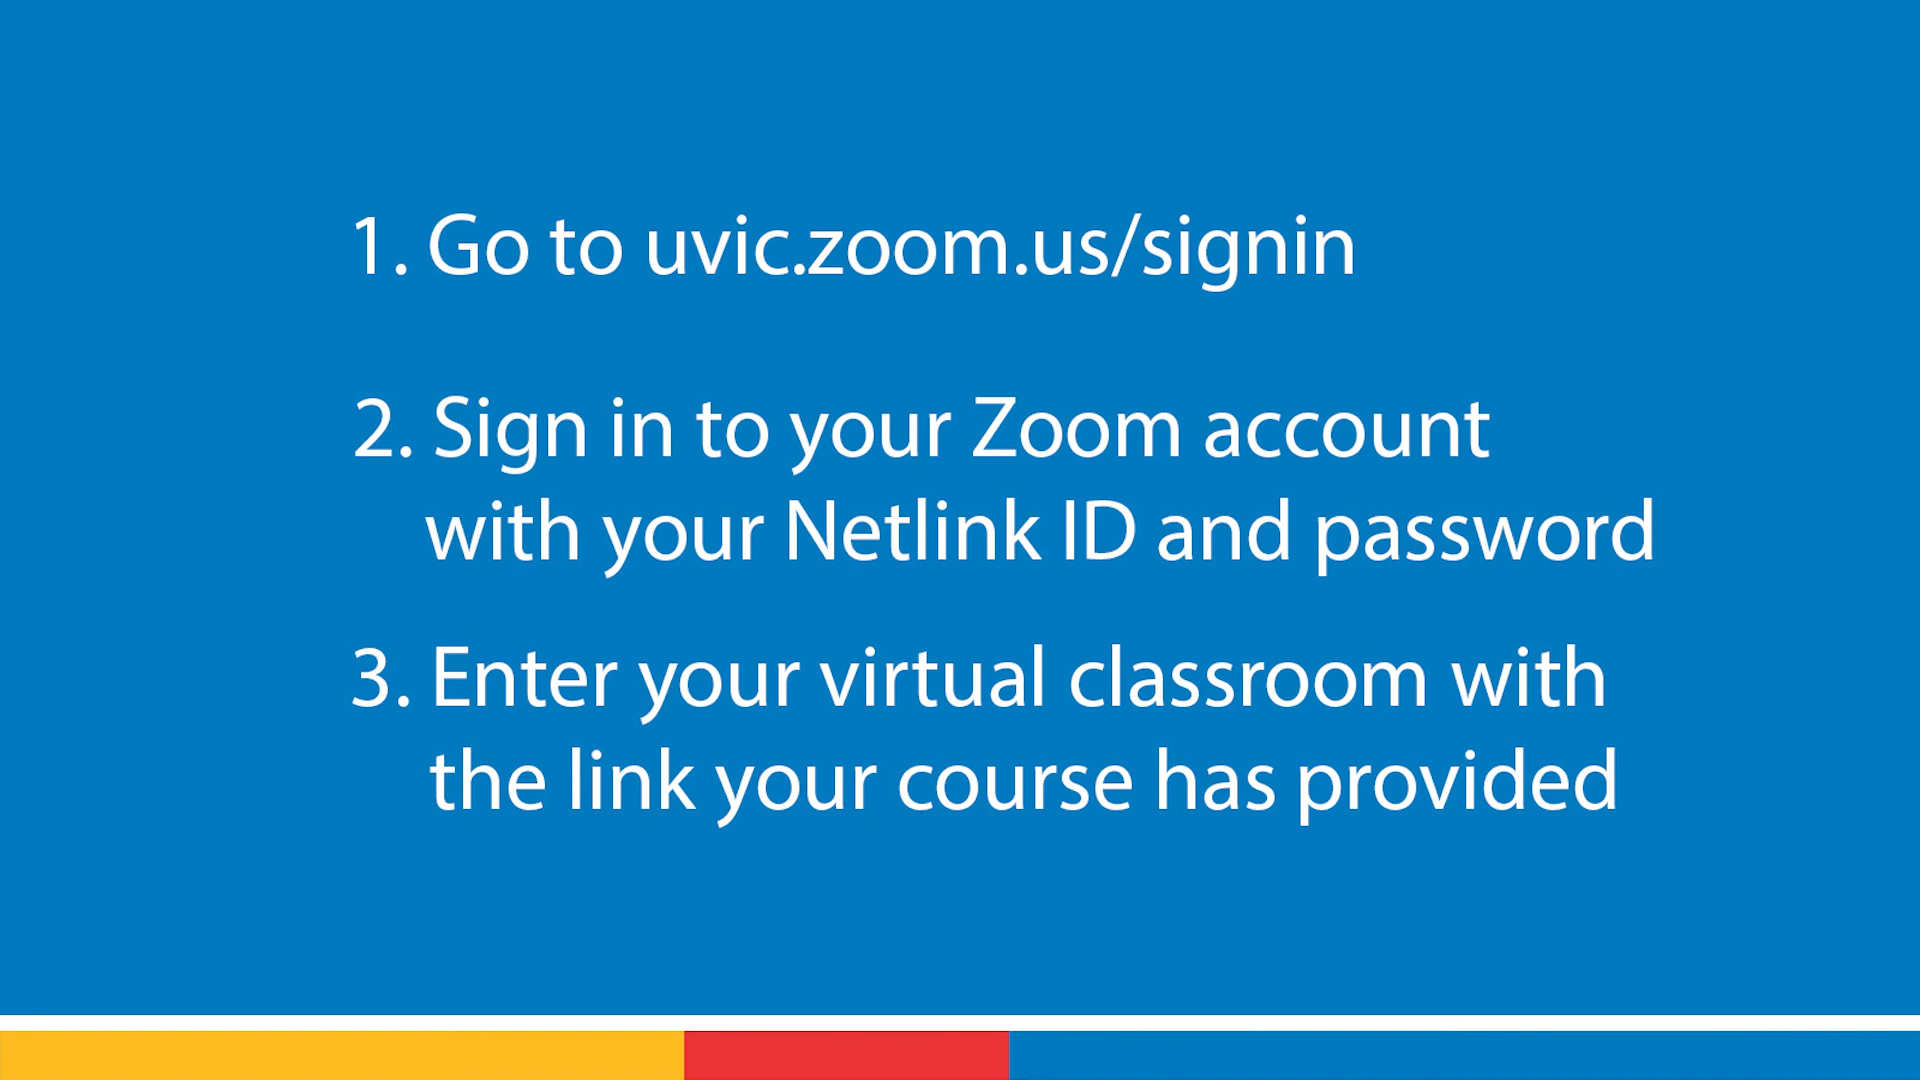 1. Go to uvic.zoom.us/signin
2. Sign in to your Zoom account
with your Netlink ID and password
3. Enter your virtual classroom with
the link your course has provided